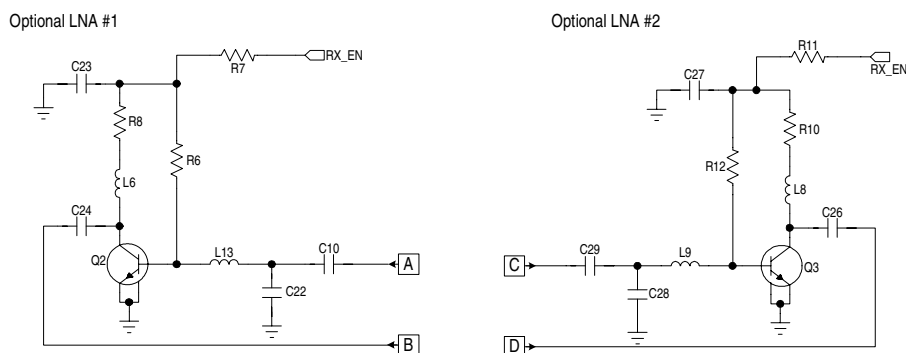 Optional LNA #1
Optional LNA #2
R11
RX_EN
R7
RX_EN
C23
C27
R8
R10
R6
R12
L6
L8
C24
C26
L13
C10
A
Q2
C22
C
C29
L9
Q3
C28
B
D